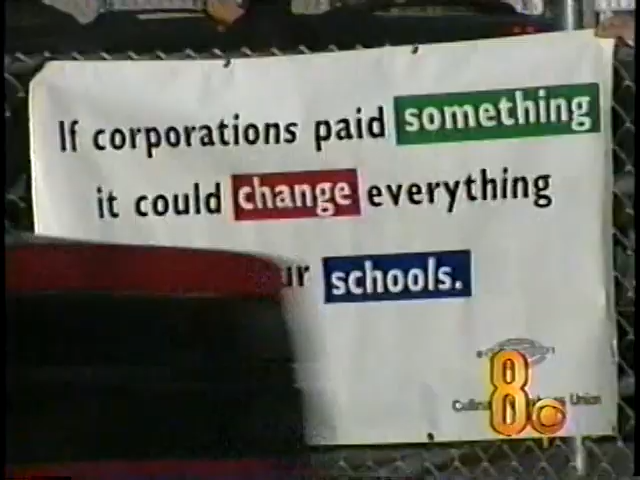 If corporations paid something
it could change everything
ur schools.
8
Union